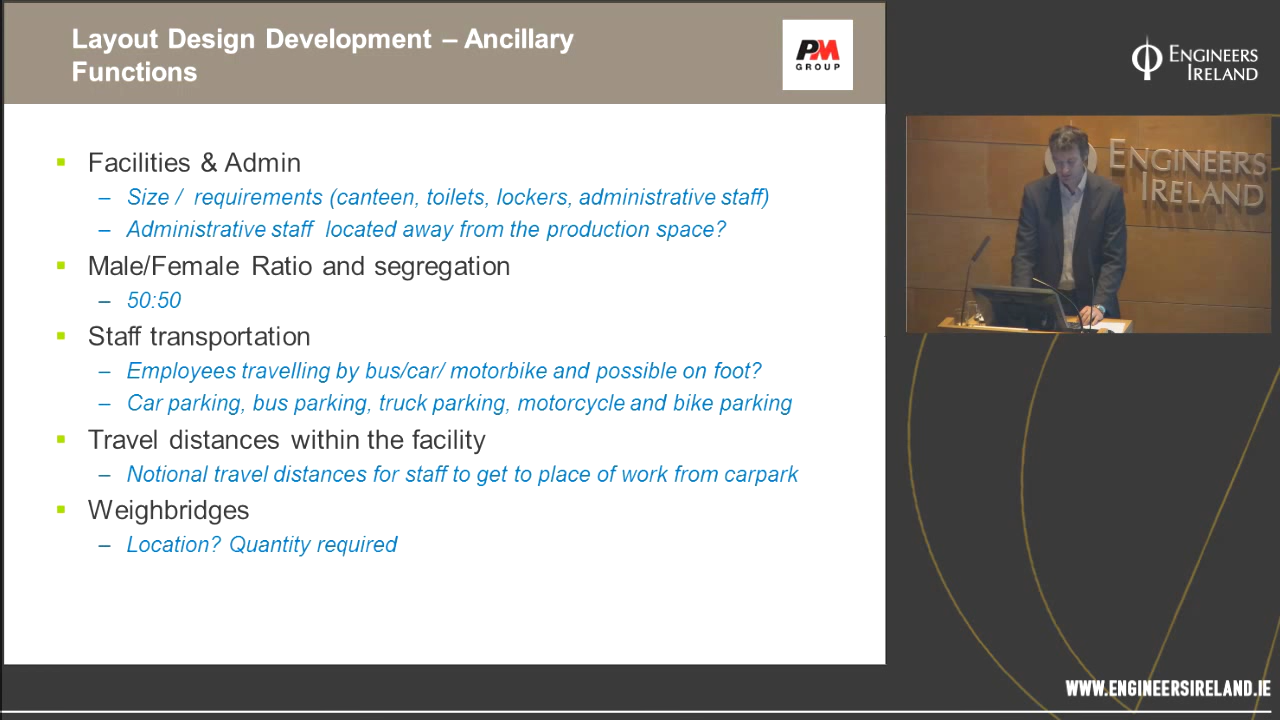 Layout Design Development – Ancillary
Functions
PM
GROUP
ENGINEERS
IRELAND
▪ Facilities & Admin
– Size / requirements (canteen, toilets, lockers, administrative staff)
– Administrative staff located away from the production space?
▪ Male/Female Ratio and segregation
– 50:50
▪ Staff transportation
– Employees travelling by bus/car/ motorbike and possible on foot?
– Car parking, bus parking, truck parking, motorcycle and bike parking
▪ Travel distances within the facility
– Notional travel distances for staff to get to place of work from carpark
▪ Weighbridges
– Location? Quantity required
ENGINEERS
IRELAND
WWW.ENGINEERSIRELAND.IE